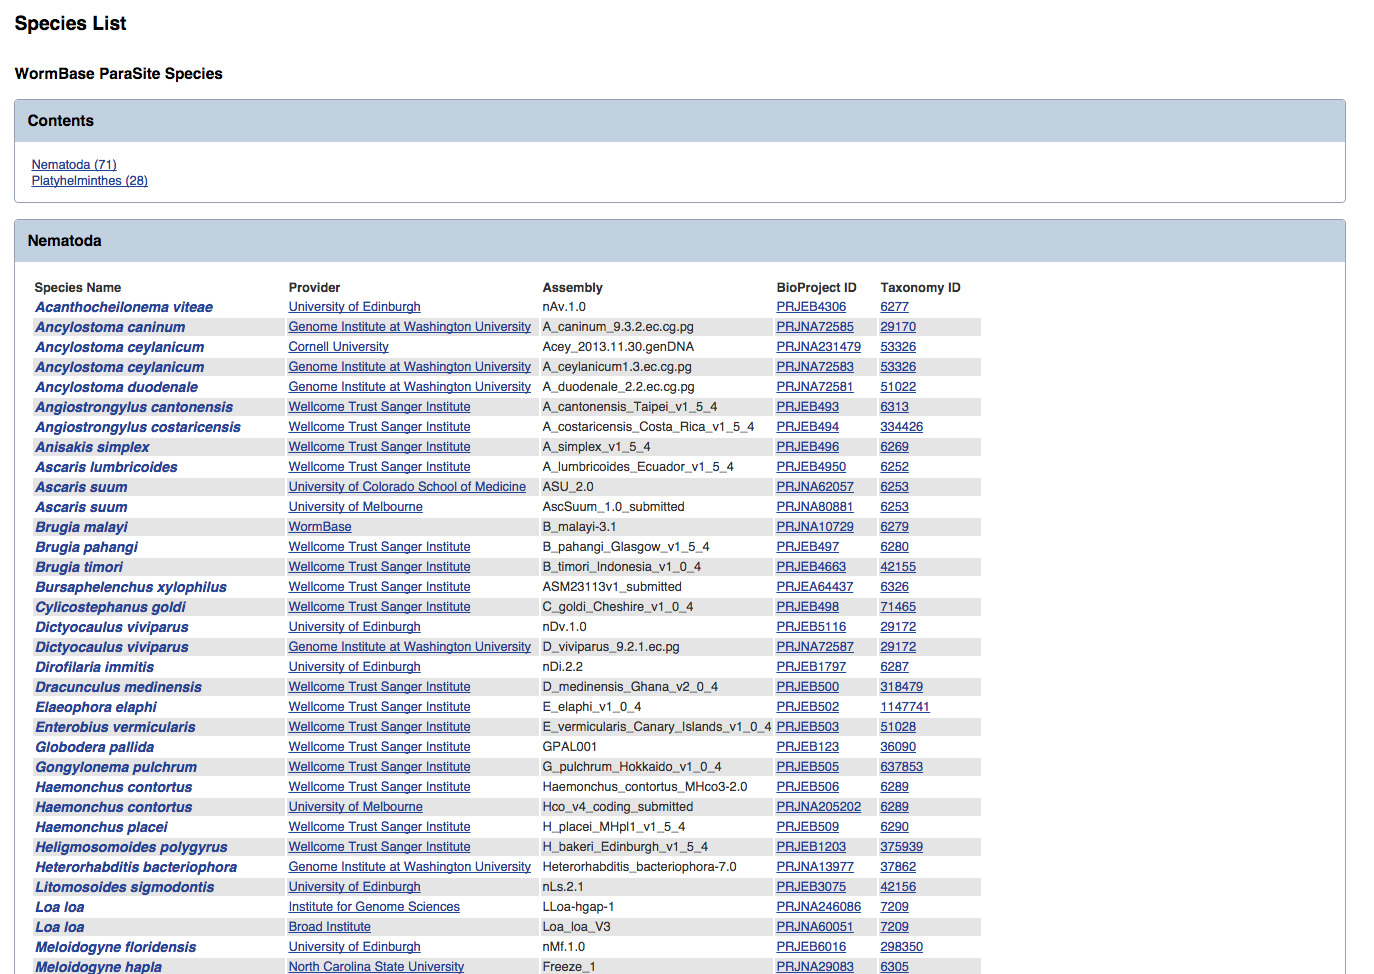 Species List
WormBase ParaSite Species
Contents
Nematoda (71)
Platyhelminthes (28)
Nematoda
Species Name Provider Assembly BioProject ID Taxonomy ID
Acanthocheilonema viteae University of Edinburgh nAv.1.0 PRJEB4306 6277
Ancylostoma caninum Genome Institute at Washington University A_caninum_9.3.2.ec.cg.pg PRJNA72585 29170
Ancylostoma ceylanicum Cornell University Acey_2013.11.30.genDNA PRJNA231479 53326
Ancylostoma ceylanicum Genome Institute at Washington University A_ceylanicum1.3.ec.cg.pg PRJNA72583 53326
Ancylostoma duodenale Genome Institute at Washington University A_duodenale_2.2.ec.cg.pg PRJNA72581 51022
Angiostrongylus cantonensis Wellcome Trust Sanger Institute A_cantonensis_Taipei_v1_5_4 PRJEB493 6313
Angiostrongylus costaricensis Wellcome Trust Sanger Institute A_costaricensis_Costa_Rica_v1_5_4 PRJEB494 334426
Anisakis simplex Wellcome Trust Sanger Institute A_simplex_v1_5_4 PRJEB496 6269
Ascaris lumbricoides Wellcome Trust Sanger Institute A_lumbricoides_Ecuador_v1_5_4 PRJEB4950 6252
Ascaris suum University of Colorado School of Medicine ASU_2.0 PRJNA62057 6253
Ascaris suum University of Melbourne AscSuum_1.0_submitted PRJNA80881 6253
Brugia malayi WormBase B_malayi-3.1 PRJNA10729 6279
Brugia pahangi Wellcome Trust Sanger Institute B_pahangi_Glasgow_v1_5_4 PRJEB497 6280
Brugia timori Wellcome Trust Sanger Institute B_timori_Indonesia_v1_0_4 PRJEB4663 42155
Bursaphelenchus xylophilus Wellcome Trust Sanger Institute ASM23113v1_submitted PRJEA64437 6326
Cylicostephanus goldi Wellcome Trust Sanger Institute C_goldi_Cheshire_v1_0_4 PRJEB498 71465
Dictyocaulus viviparus University of Edinburgh nDv.1.0 PRJEB5116 29172
Dictyocaulus viviparus Genome Institute at Washington University D_viviparus_9.2.1.ec.pg PRJNA72587 29172
Dirofilaria immitis University of Edinburgh nDi.2.2 PRJEB1797 6287
Dracunculus medinensis Wellcome Trust Sanger Institute D_medinensis_Ghana_v2_0_4 PRJEB500 318479
Elaeophora elaphi Wellcome Trust Sanger Institute E_elaphi_v1_0_4 PRJEB502 1147741
Enterobius vermicularis Wellcome Trust Sanger Institute E_vermicularis_Canary_Islands_v1_0_4 PRJEB503 51028
Globodera pallida Wellcome Trust Sanger Institute GPAL001 PRJEB123 36090
Gongylonema pulchrum Wellcome Trust Sanger Institute G_pulchrum_Hokkaido_v1_0_4 PRJEB505 637853
Haemonchus contortus Wellcome Trust Sanger Institute Haemonchus_contortus_MHco3-2.0 PRJEB506 6289
Haemonchus contortus University of Melbourne Hco_v4_coding_submitted PRJNA205202 6289
Haemonchus placei Wellcome Trust Sanger Institute H_placei_MHpl1_v1_5_4 PRJEB509 6290
Heligmosomoides polygyrus Wellcome Trust Sanger Institute H_bakeri_Edinburgh_v1_5_4 PRJEB1203 375939
Heterorhabditis bacteriophora Genome Institute at Washington University Heterorhabditis_bacteriophora-7.0 PRJNA13977 37862
Litomosoides sigmodontis University of Edinburgh nLs.2.1 PRJEB3075 42156
Loa loa Institute for Genome Sciences LLoa-hgap-1 PRJNA246086 7209
Loa loa Broad Institute Loa_loa_V3 PRJNA60051 7209
Meloidogyne floridensis University of Edinburgh nMf.1.0 PRJEB6016 298350
Meloidogyne hapla North Carolina State University Freeze_1 PRJNA29083 6305